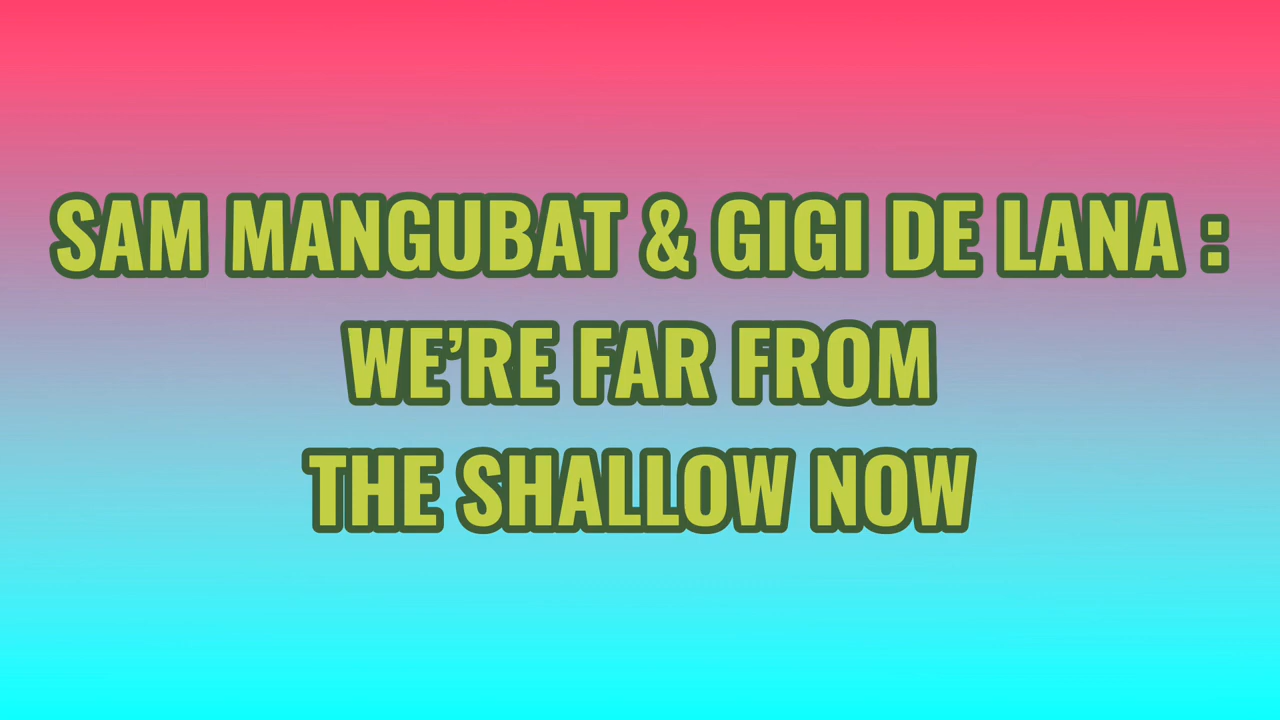 SAM MANGUBAT & GIGI DE LANA :
WE’RE FAR FROM
THE SHALLOW NOW